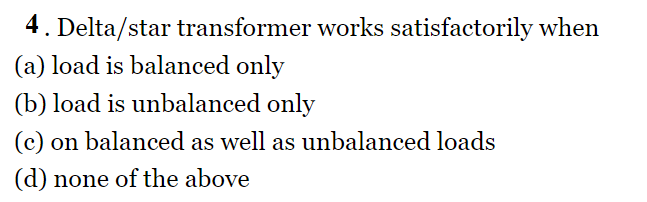 4. Delta/star transformer works satisfactorily when
(a) load is balanced only
(b) load is unbalanced only
(c) on balanced as well as unbalanced loads
(d) none of the above